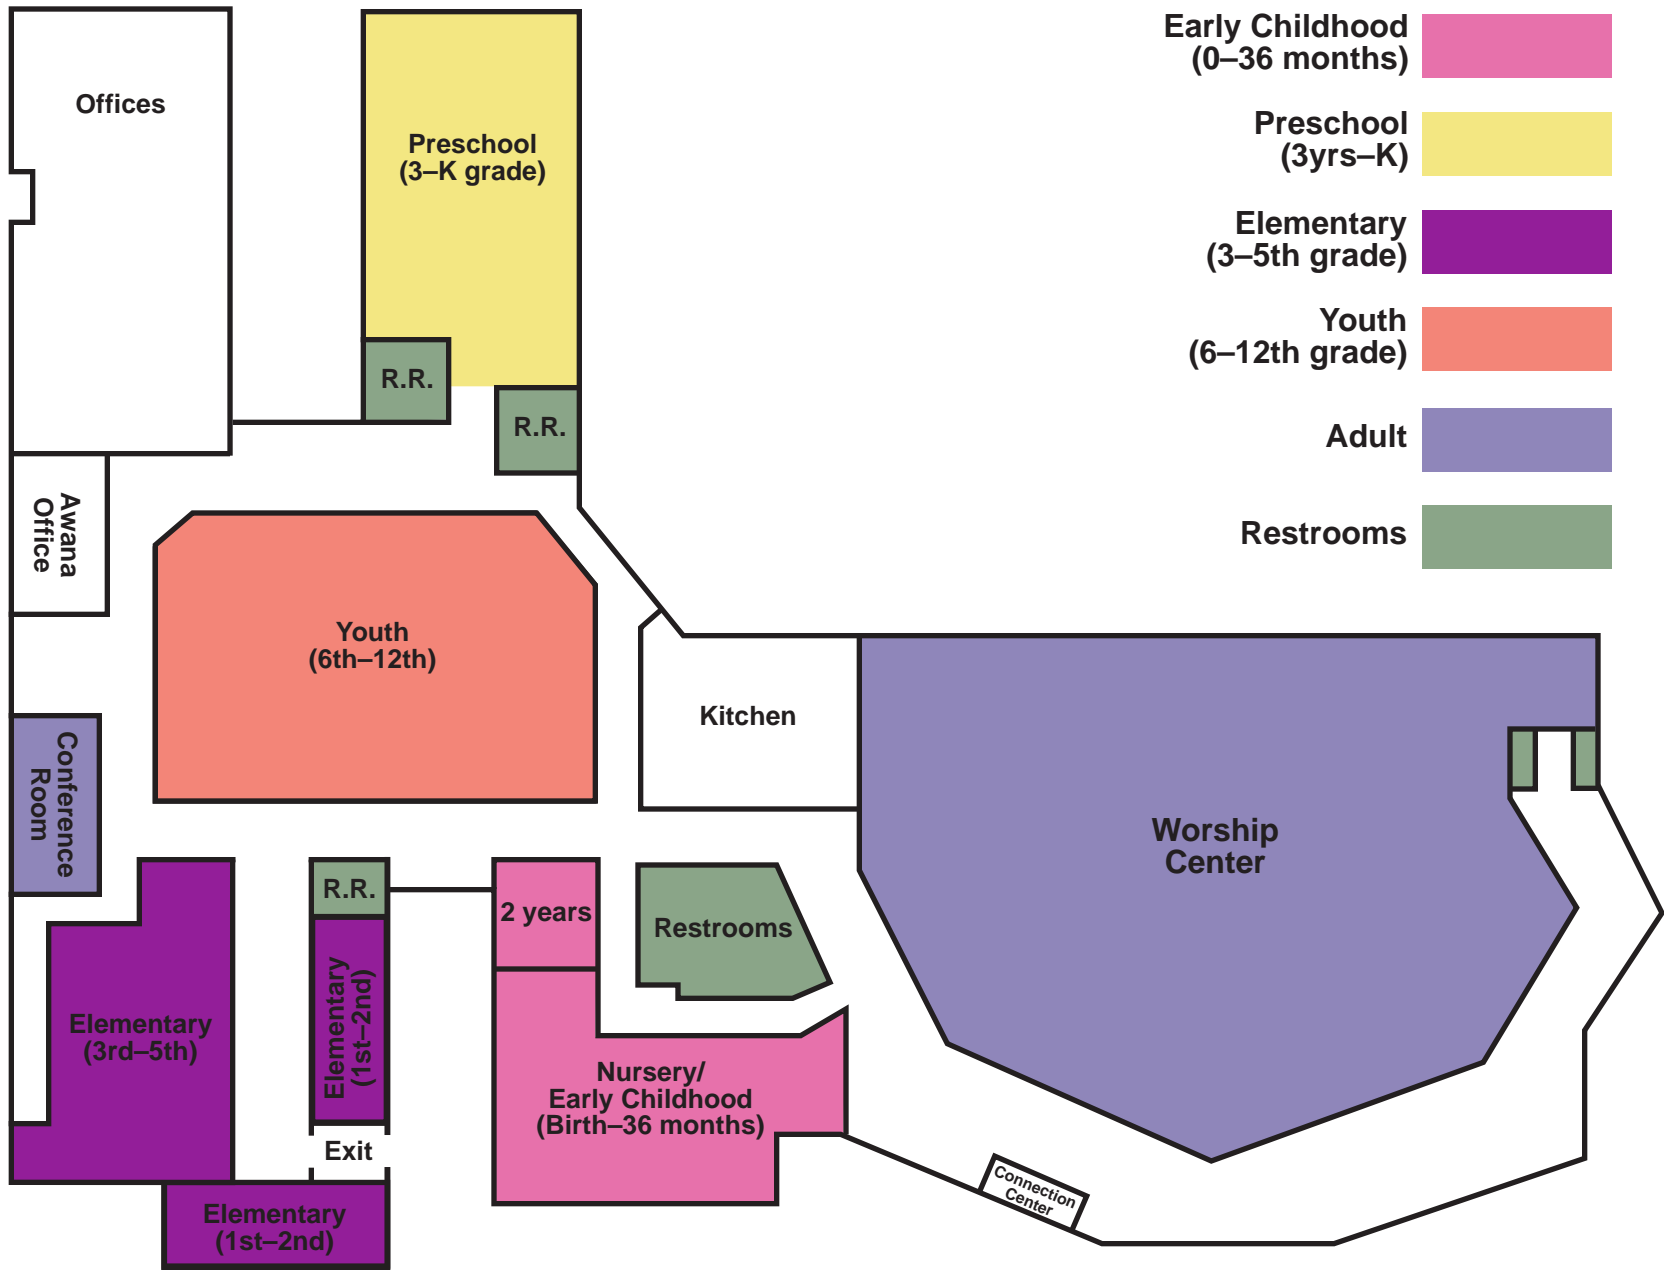 Early Childhood
(0–36 months)
Preschool
(3yrs–K)
Elementary
(3–5th grade)
Youth
(6–12th grade)
Adult
Restrooms
Offices
Preschool
(3–K grade)
R.R.
R.R.
Awana
Office
Youth
(6th–12th)
Kitchen
Conference
Room
Worship
Center
R.R.
2 years
Restrooms
Elementary
(3rd–5th)
Elementary
(1st–2nd)
Nursery/
Early Childhood
(Birth–36 months)
Exit
Connection
Center
Elementary
(1st–2nd)